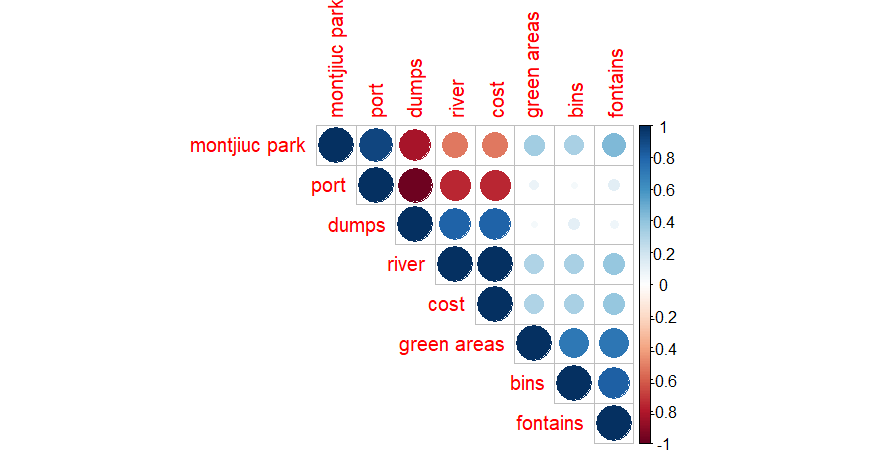 montjiuc park
port
dumps
river
cost
green areas
bins
fontains
montjiuc park
port
dumps
river
cost
green areas
bins
fontains
1
0.8
0.6
0.4
0.2
0
-0.2
-0.4
-0.6
-0.8
-1